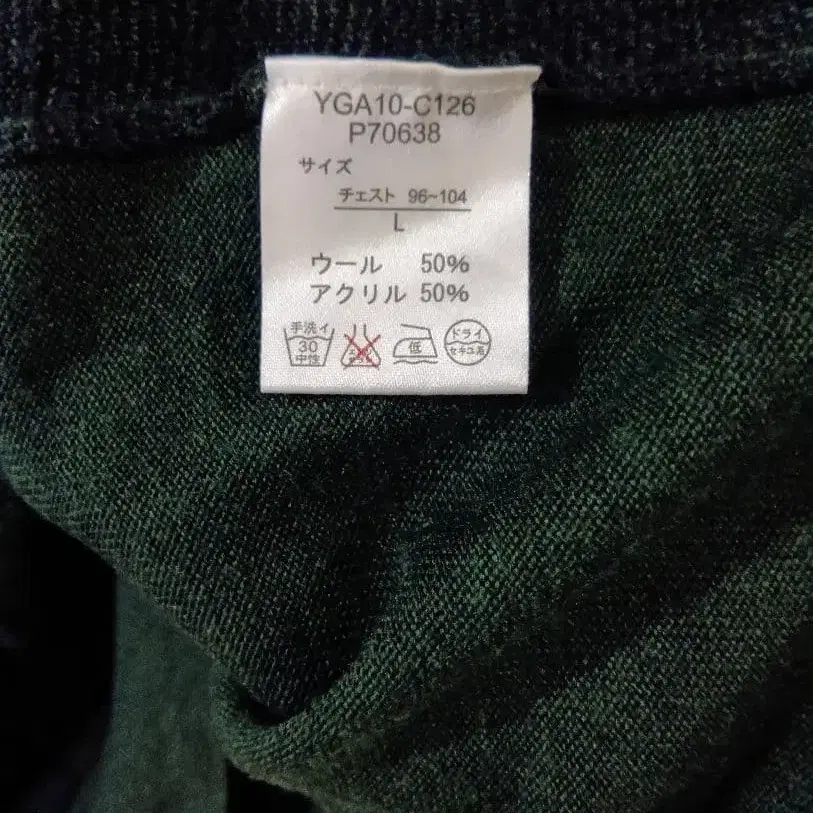 YGA10-C126
P70638
サイズ
チェスト 96~104
L
ウール 50%
アクリル 50%
手洗イ
30
中性
低
ドライ
セキユ系